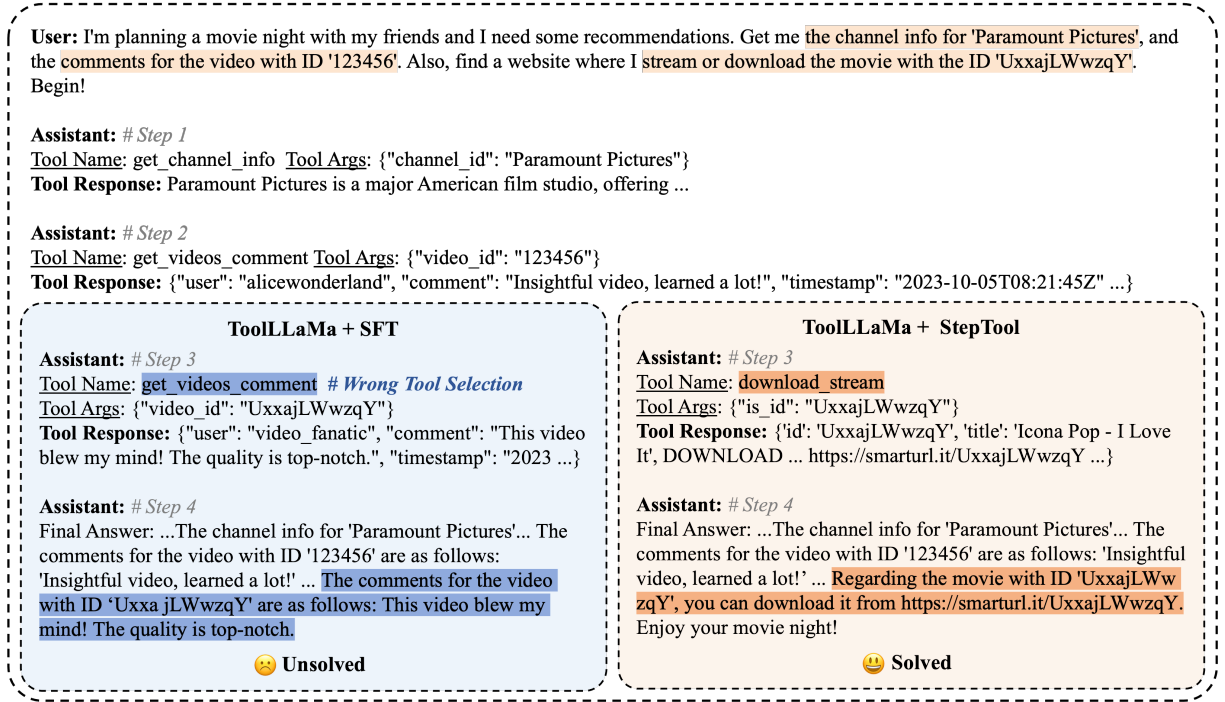 User: I'm planning a movie night with my friends and I need some recommendations. Get me the channel info for 'Paramount Pictures', and
the comments for the video with ID '123456'. Also, find a website where I stream or download the movie with the ID 'UxxajLWwzqY'.
Begin!
Assistant: # Step 1
Tool Name: get_channel_info Tool Args: {"channel_id": "Paramount Pictures"}
Tool Response: Paramount Pictures is a major American film studio, offering ...
Assistant: # Step 2
Tool Name: get_videos_comment Tool Args: {"video_id": "123456"}
Tool Response: {"user": "alicewonderland", "comment": "Insightful video, learned a lot!", "timestamp": "2023-10-05T08:21:45Z" ...}
ToolLLaMa + SFT
Assistant: # Step 3
Tool Name: get_videos_comment # Wrong Tool Selection
Tool Args: {"video_id": "UxxajLWwzqY"}
Tool Response: {"user": "video_fanatic", "comment": "This video
blew my mind! The quality is top-notch.", "timestamp": "2023 ...}
Assistant: # Step 4
Final Answer: ...The channel info for 'Paramount Pictures'... The
comments for the video with ID '123456' are as follows:
'Insightful video, learned a lot!' ... The comments for the video
with ID ‘Uxxa jLWwzqY' are as follows: This video blew my
mind! The quality is top-notch.
Unsolved
ToolLLaMa + StepTool
Assistant: # Step 3
Tool Name: download_stream
Tool Args: {"is_id": "UxxajLWwzqY"}
Tool Response: {'id': 'UxxajLWwzqY', 'title': 'Icona Pop - I Love
It', DOWNLOAD ... https://smarturl.it/UxxajLWwzqY ...}
Assistant: # Step 4
Final Answer: ...The channel info for 'Paramount Pictures'... The
comments for the video with ID '123456' are as follows: 'Insightful
video, learned a lot!’ ... Regarding the movie with ID 'UxxajLWw
zqY', you can download it from https://smarturl.it/UxxajLWwzqY.
Enjoy your movie night!
Solved